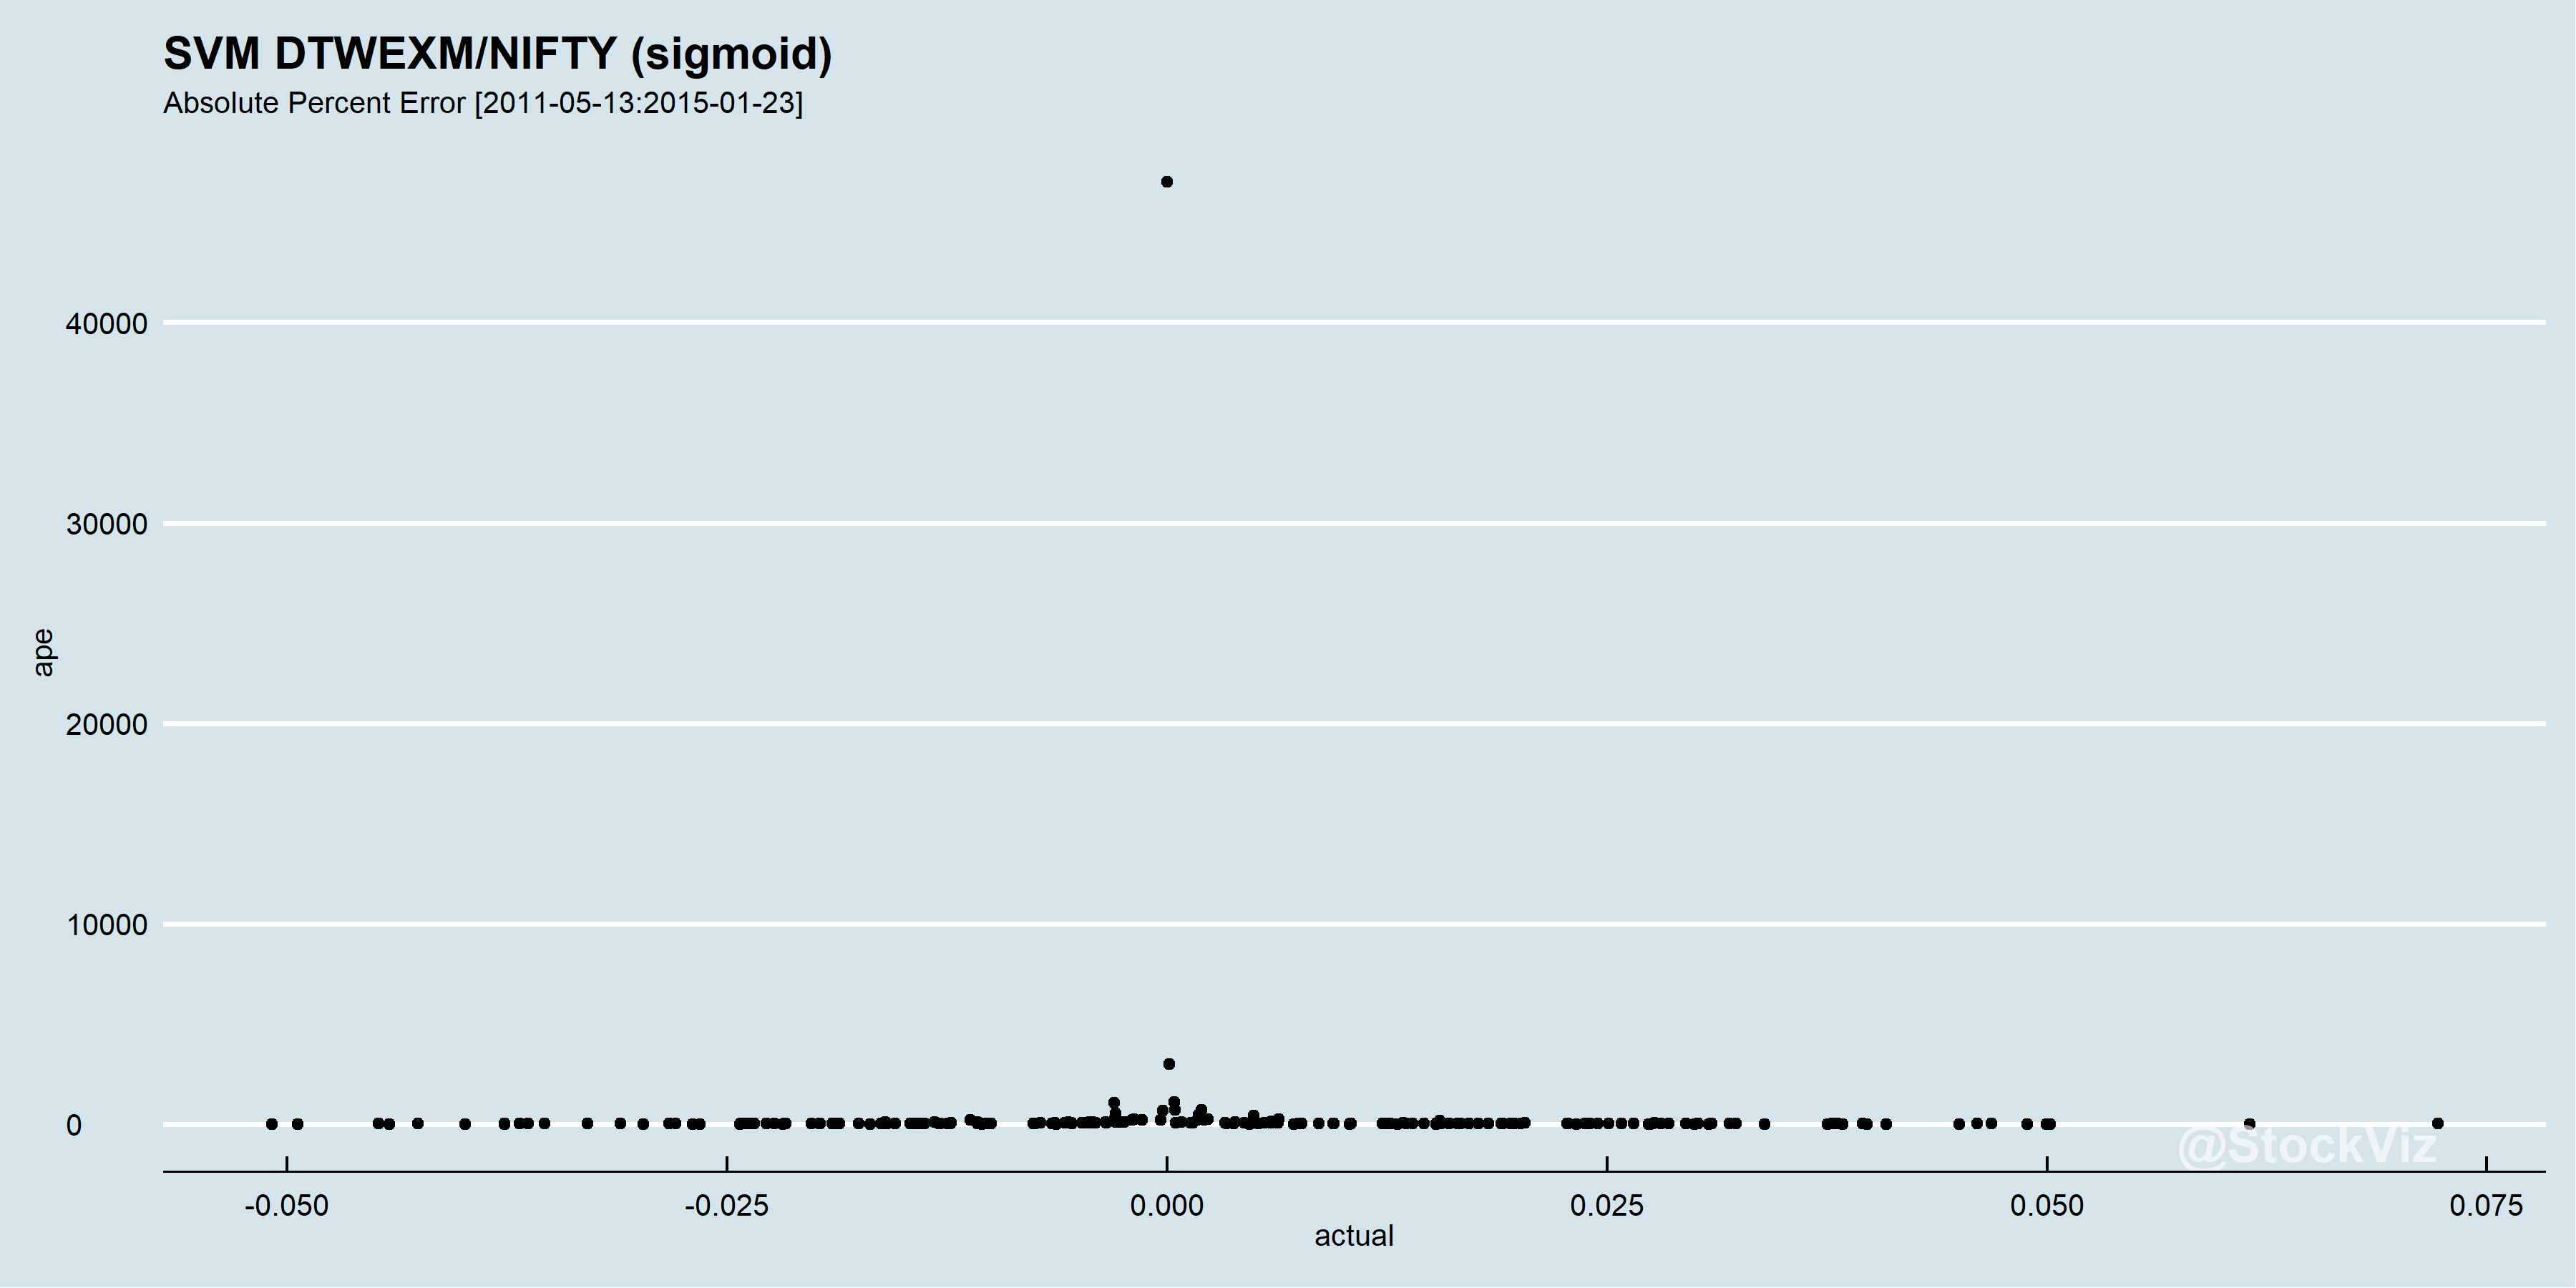 SVM DTWEXM/NIFTY (sigmoid)
Absolute Percent Error [2011-05-13:2015-01-23]
40000
30000
20000
10000
0
ape
-0.050
-0.025
0.000
0.025
0.050
0.075
actual
@StockViz